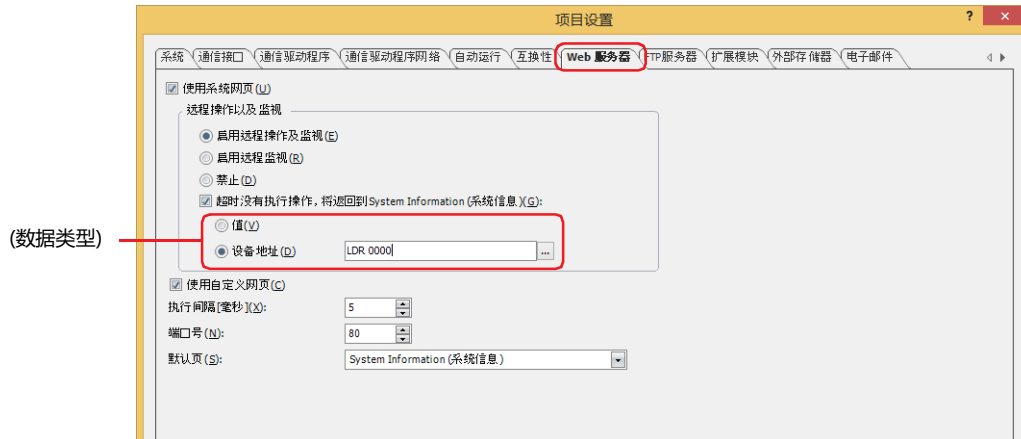 项目设置
? ×
系统 通信接口 通信驱动程序 通信驱动程序网络 自动运行 互换性 Web 服务器 FTP服务器 扩展模块 外部存储器 电子邮件
使用系统网页(U)
远程操作以及监视
启用远程操作及监视(E)
启用远程监视(R)
禁止(D)
超时没有执行操作，将返回到System Information (系统信息)(G):
值(V)
(数据类型)
设备地址(D) LDR 0000 ...
使用自定义网页(C)
执行间隔[毫秒](X): 5
端口号(N): 80
默认页(S): System Information (系统信息)